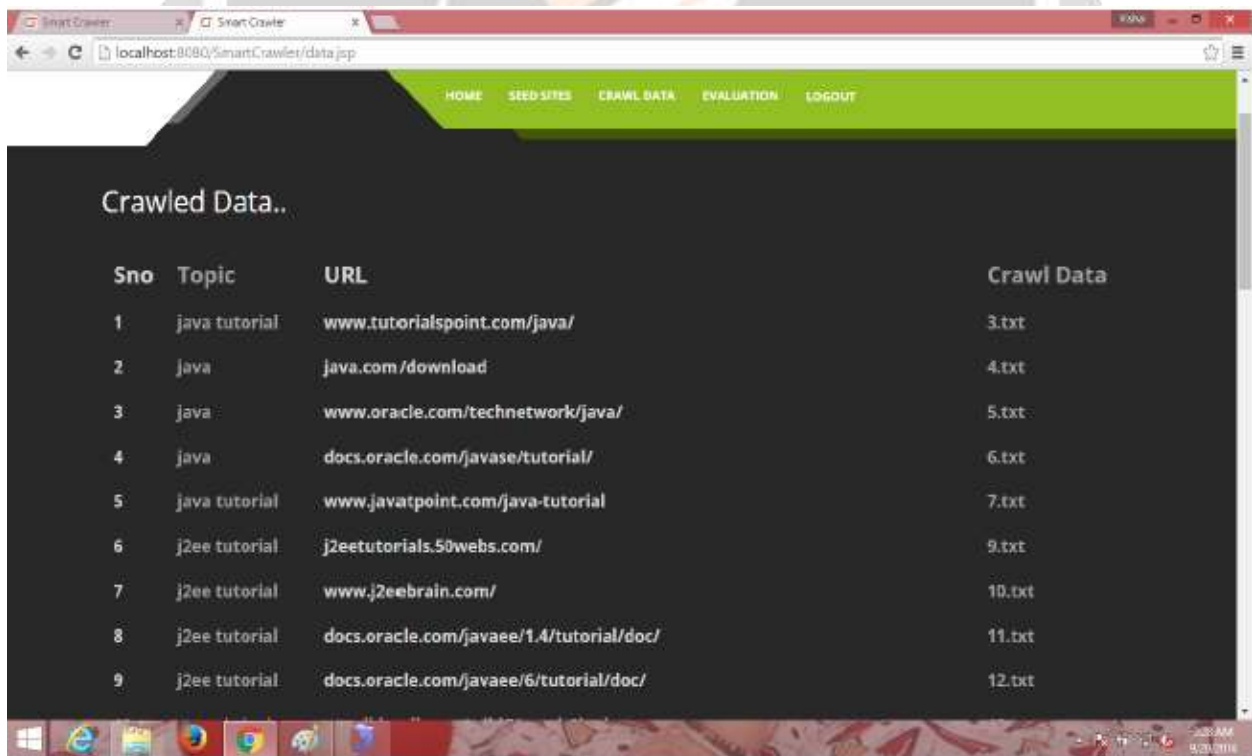 Smart Crawler
Smart Crawler
localhost:8080/SmartCrawler/data.jsp
HOME SEED SITES CRAWL DATA EVALUATION LOGOUT
Crawled Data..
Sno Topic URL Crawl Data
1 java tutorial www.tutorialspoint.com/java/ 3.txt
2 java java.com/download 4.txt
3 java www.oracle.com/technetwork/java/ 5.txt
4 java docs.oracle.com/javase/tutorial/ 6.txt
5 java tutorial www.javatpoint.com/java-tutorial 7.txt
6 j2ee tutorial j2eetutorials.50webs.com/ 9.txt
7 j2ee tutorial www.j2eebrain.com/ 10.txt
8 j2ee tutorial docs.oracle.com/javaee/1.4/tutorial/doc/ 11.txt
9 j2ee tutorial docs.oracle.com/javaee/6/tutorial/doc/ 12.txt